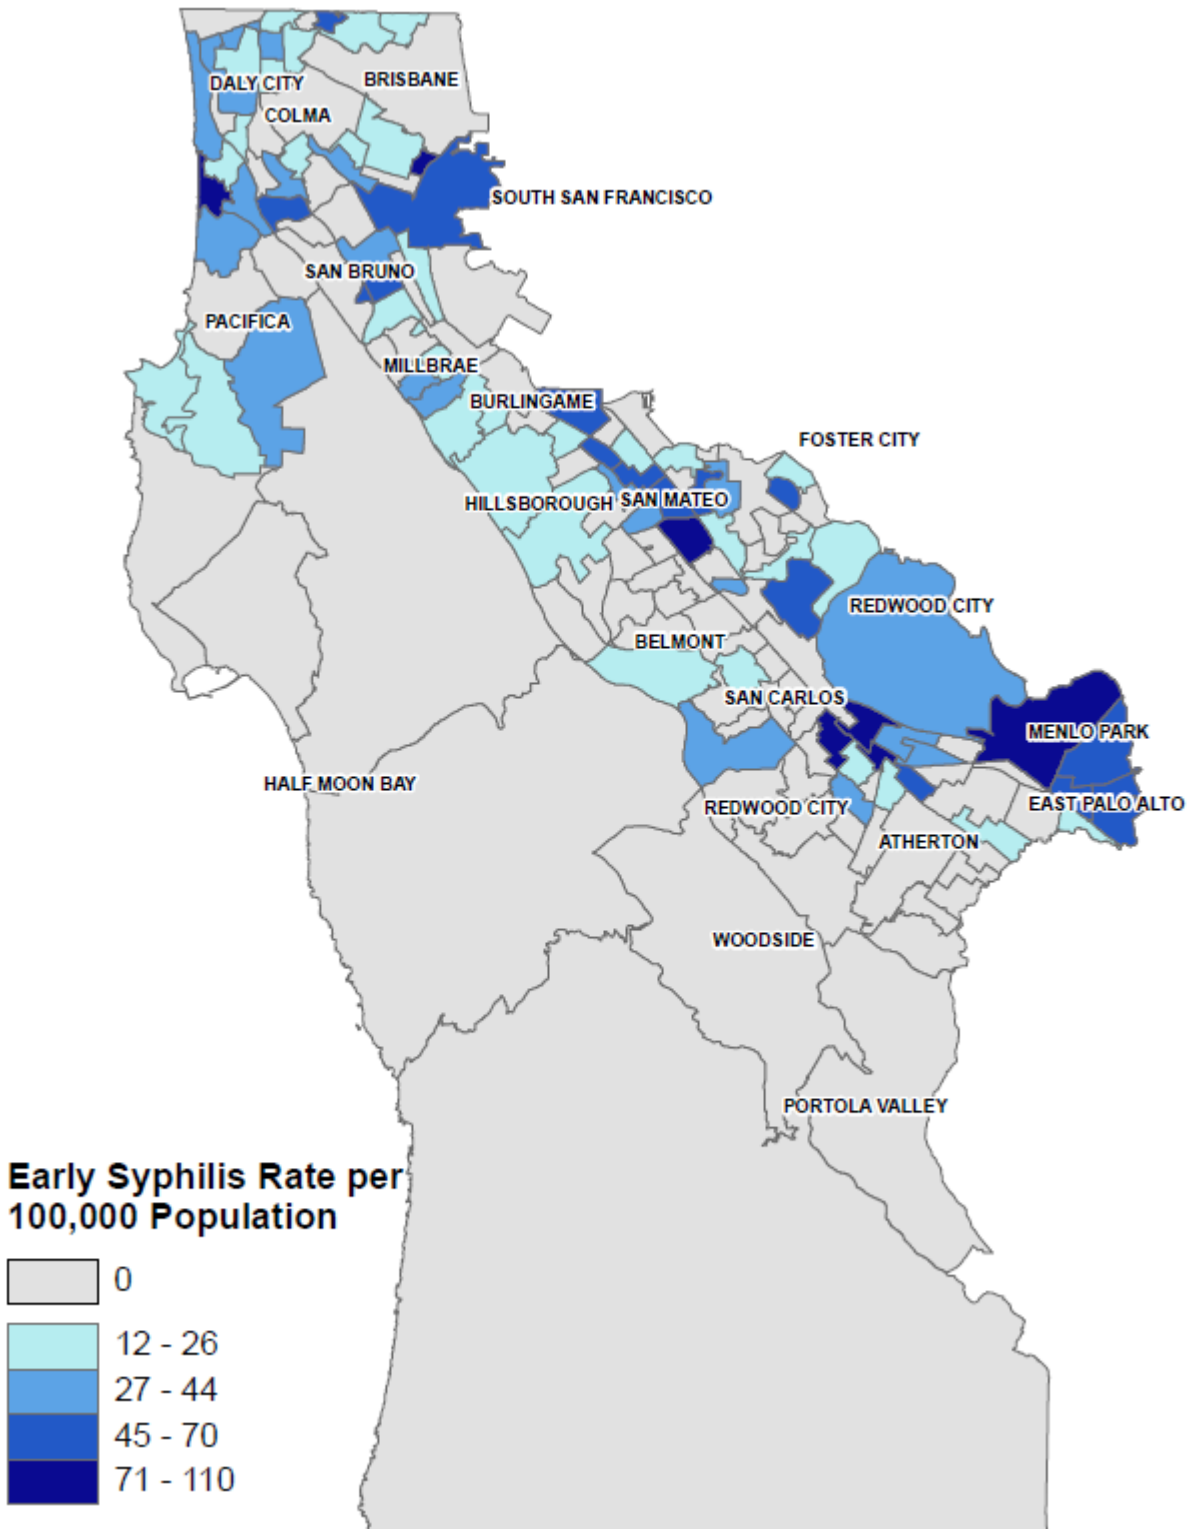 DALY CITY
BRISBANE
COLMA
SOUTH SAN FRANCISCO
SAN BRUNO
PACIFICA
MILLBRAE
BURLINGAME
FOSTER CITY
HILLSBOROUGH
SAN MATEO
REDWOOD CITY
BELMONT
SAN CARLOS
MENLO PARK
HALF MOON BAY
REDWOOD CITY
EAST PALO ALTO
ATHERTON
WOODSIDE
PORTOLA VALLEY
Early Syphilis Rate per
100,000 Population
0
12 - 26
27 - 44
45 - 70
71 - 110